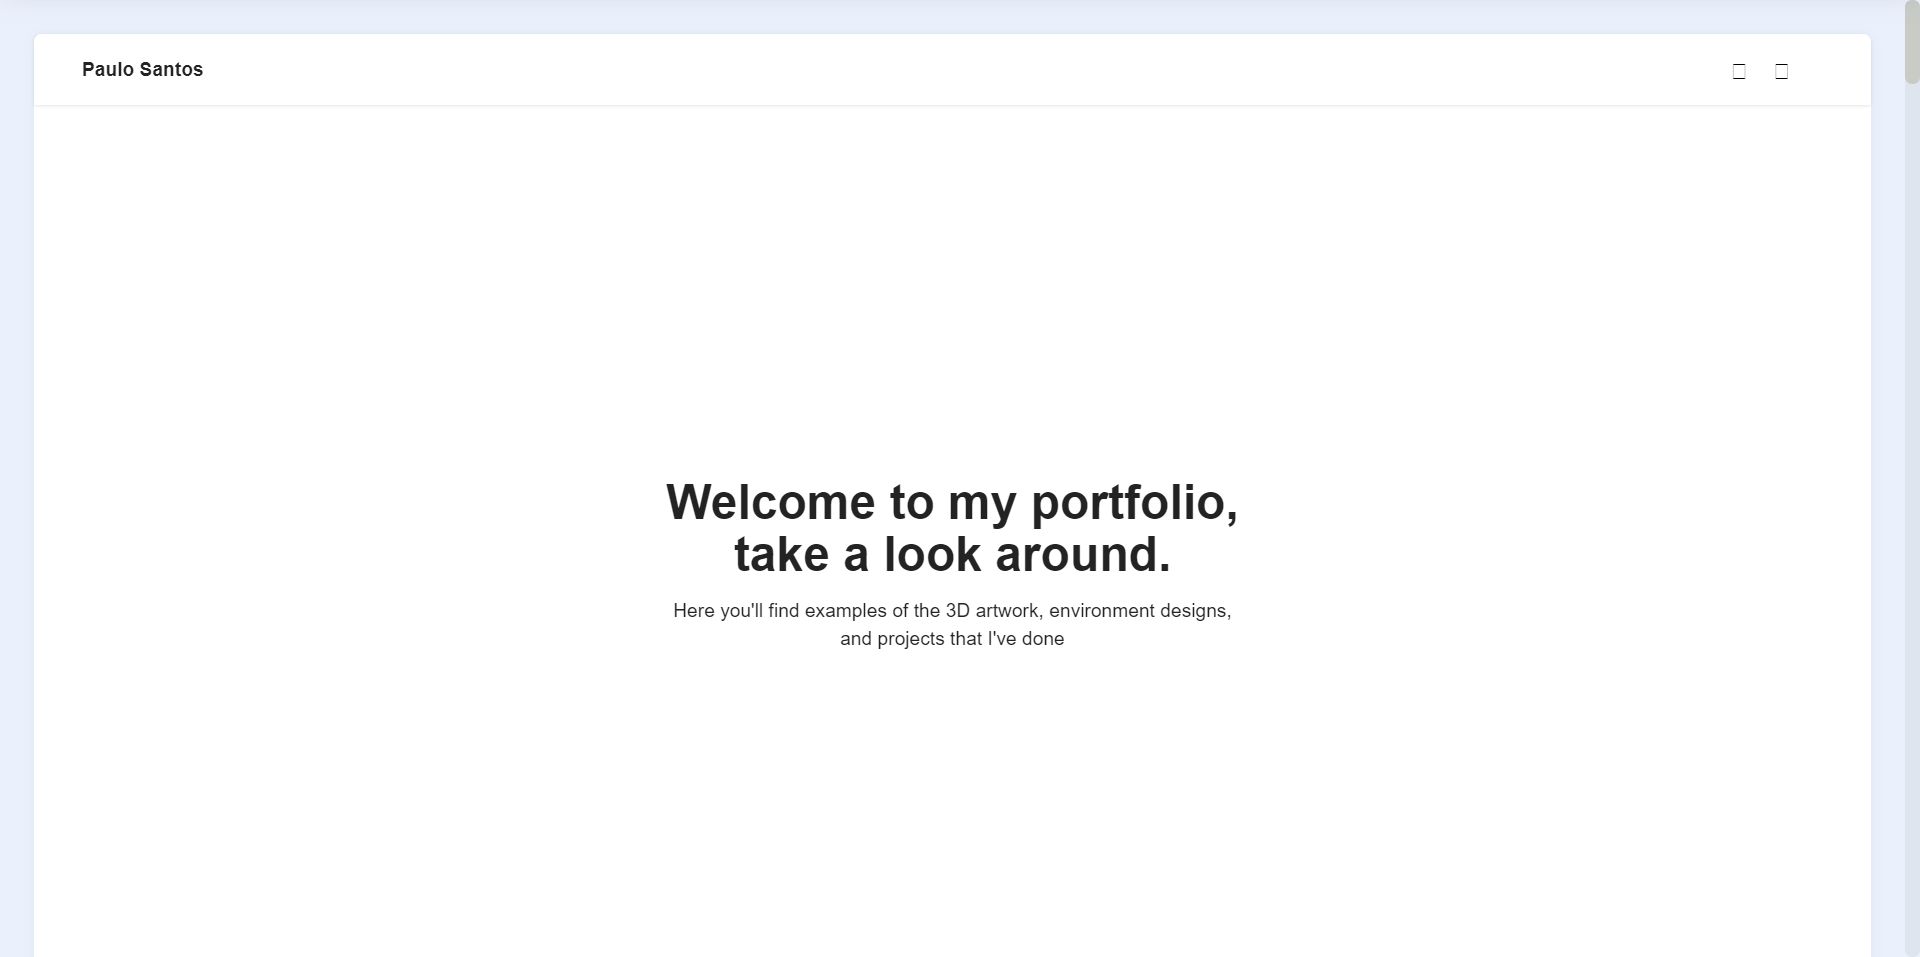 Paulo Santos
Welcome to my portfolio,
take a look around.
Here you'll find examples of the 3D artwork, environment designs,
and projects that I've done